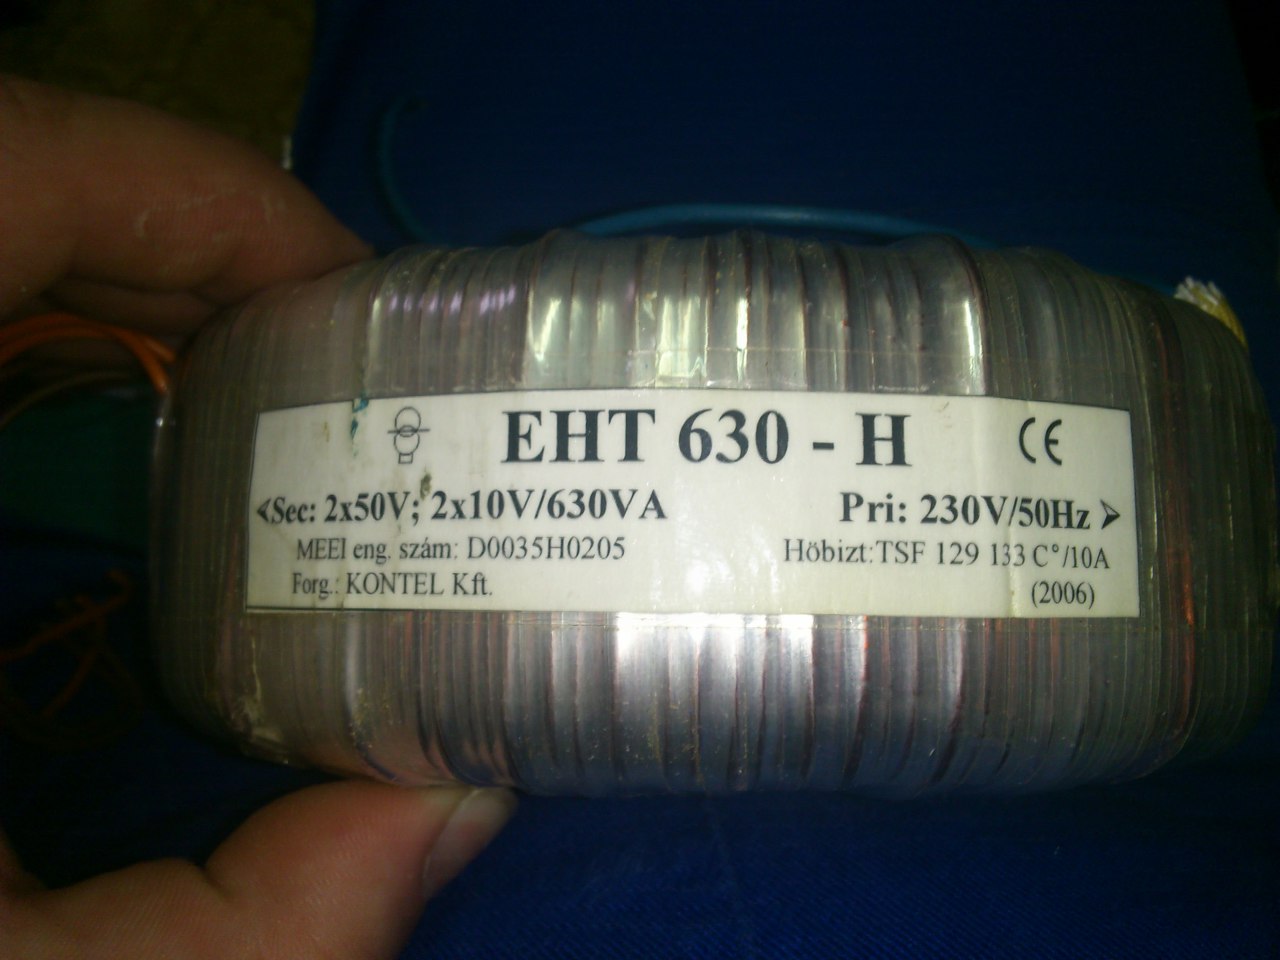 EHT 630 - H
CE
Sec: 2x50V; 2x10V/630VA
Pri: 230V/50Hz
MEEI eng. szám: D0035H0205
Höbizt:TSF 129 133 C°/10A
Forg.: KONTEL Kft.
(2006)